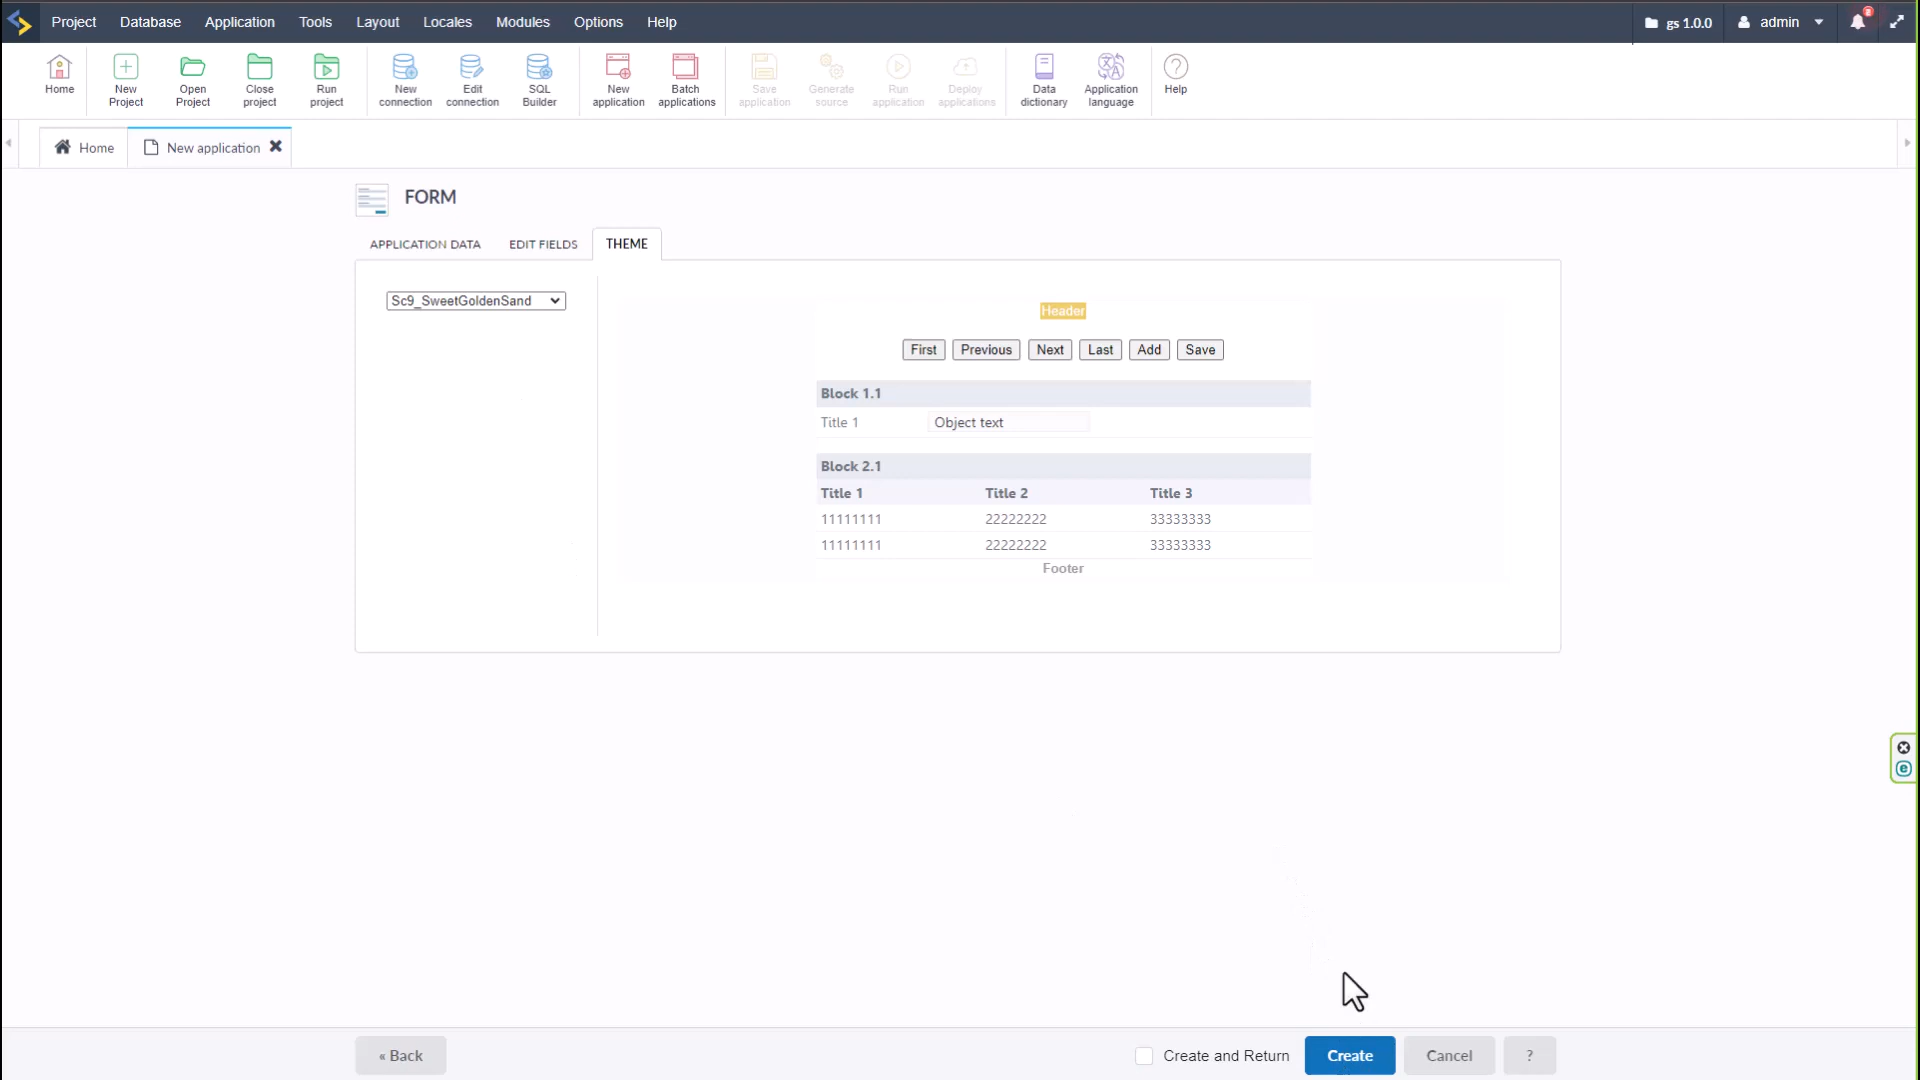 Project Database Application Tools Layout Locales Modules Options Help gs 1.0.0 admin
Home New Project Open Project Close project Run project New connection Edit connection SQL Builder New application Batch applications Save application Generate source Run application Deploy applications Data dictionary Application language Help
Home New application
FORM
APPLICATION DATA EDIT FIELDS THEME
Sc9_SweetGoldenSand
Header
First Previous Next Last Add Save
Block 1.1
Title 1 Object text
Block 2.1
Title 1 Title 2 Title 3
11111111 22222222 33333333
11111111 22222222 33333333
Footer
« Back Create and Return Create Cancel ?